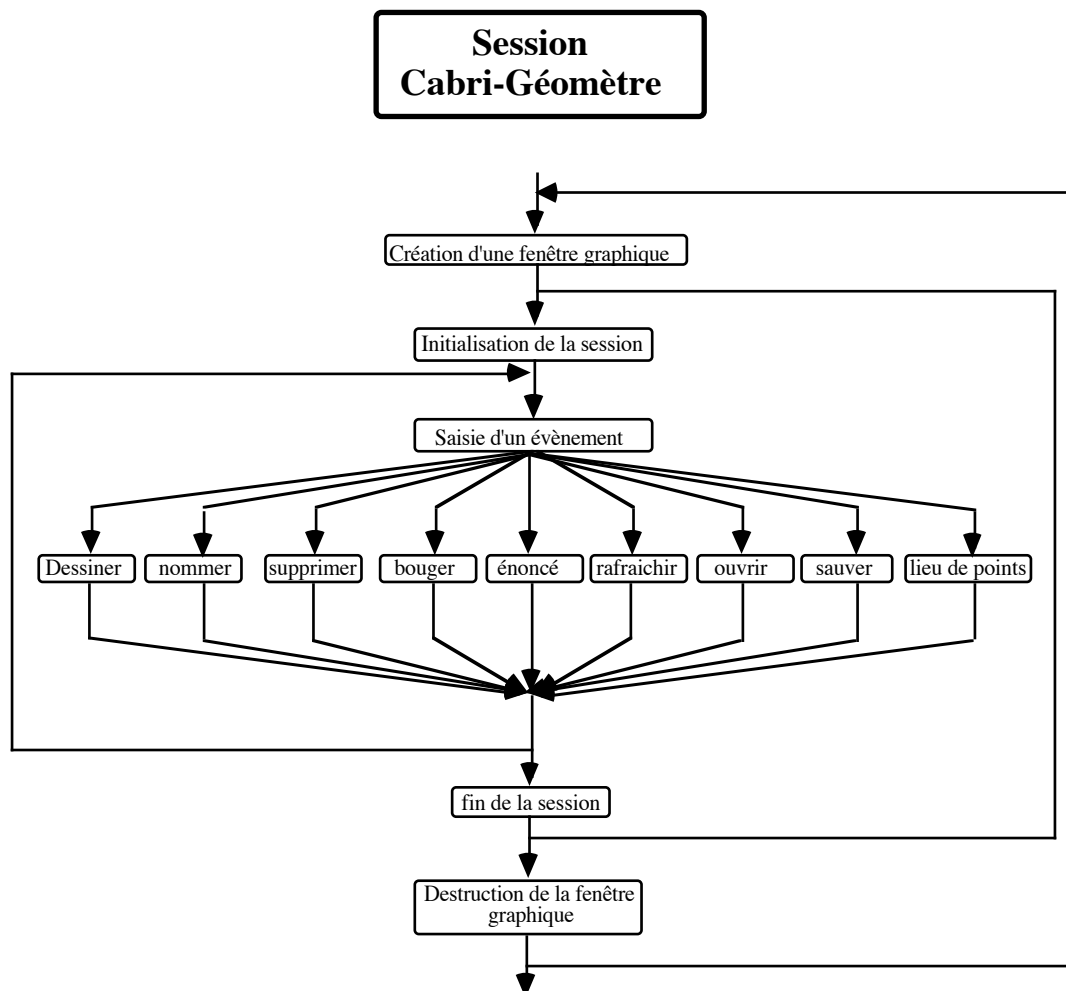 Session
Cabri-Géomètre
Création d'une fenêtre graphique
Initialisation de la session
Saisie d'un évènement
Dessiner
nommer
supprimer
bouger
énoncé
rafraichir
ouvrir
sauver
lieu de points
fin de la session
Destruction de la fenêtre
graphique